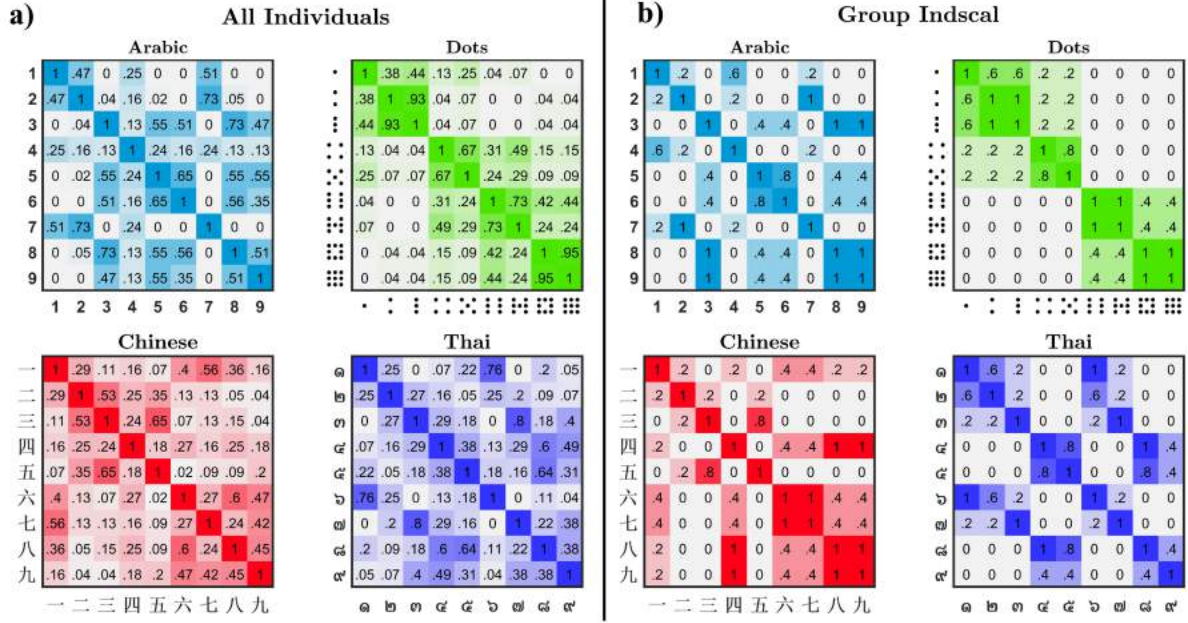 a)
All Individuals
Arabic
1 1 .47 0 .25 0 0 .51 0 0
2 .47 1 .04 .16 .02 0 .73 .05 0
3 0 .04 1 .13 .55 .51 0 .73 .47
4 .25 .16 .13 1 .24 .16 .24 .13 .13
5 0 .02 .55 .24 1 .65 0 .55 .55
6 0 0 .51 .16 .65 1 0 .56 .35
7 .51 .73 0 .24 0 0 1 0 0
8 0 .05 .73 .13 .55 .56 0 1 .51
9 0 0 .47 .13 .55 .35 0 .51 1
1 2 3 4 5 6 7 8 9
Dots
1 .38 .44 .13 .25 .04 .07 0 0
.38 1 .93 .04 .07 0 0 .04 .04
.44 .93 1 .04 .07 0 0 .04 .04
.13 .04 .04 1 .67 .31 .49 .15 .15
.25 .07 .07 .67 1 .24 .29 .09 .09
.04 0 0 .31 .24 1 .73 .42 .44
.07 0 0 .49 .29 .73 1 .24 .24
0 .04 .04 .15 .09 .42 .24 1 .95
0 .04 .04 .15 .09 .44 .24 .95 1
Chinese
一 1 .29 .11 .16 .07 .4 .56 .36 .16
二 .29 1 .53 .25 .35 .13 .13 .05 .04
三 .11 .53 1 .24 .65 .07 .13 .15 .04
四 .16 .25 .24 1 .18 .27 .16 .25 .18
五 .07 .35 .65 .18 1 .02 .09 .09 .2
六 .4 .13 .07 .27 .02 1 .27 .6 .47
七 .56 .13 .13 .16 .09 .27 1 .24 .42
八 .36 .05 .15 .25 .09 .6 .24 1 .45
九 .16 .04 .04 .18 .2 .47 .42 .45 1
一 二 三 四 五 六 七 八 九
Thai
๑ 1 .25 0 .07 .22 .76 0 .2 .05
๒ .25 1 .27 .16 .05 .25 .2 .09 .07
๓ 0 .27 1 .29 .18 0 .8 .18 .4
๔ .07 .16 .29 1 .38 .13 .29 .6 .49
๕ .22 .05 .18 .38 1 .18 .16 .64 .31
๖ .76 .25 0 .13 .18 1 0 .11 .04
๗ 0 .2 .8 .29 .16 0 1 .22 .38
๘ .2 .09 .18 .6 .64 .11 .22 1 .38
๙ .05 .07 .4 .49 .31 .04 .38 .38 1
๑ ๒ ๓ ๔ ๕ ๖ ๗ ๘ ๙
b)
Group Indscal
Arabic
1 1 .2 0 .6 0 0 .2 0 0
2 .2 1 0 .2 0 0 1 0 0
3 0 0 1 0 .4 .4 0 1 1
4 .6 .2 0 1 0 0 .2 0 0
5 0 0 .4 0 1 .8 0 .4 .4
6 0 0 .4 0 .8 1 0 .4 .4
7 .2 1 0 .2 0 0 1 0 0
8 0 0 1 0 .4 .4 0 1 1
9 0 0 1 0 .4 .4 0 1 1
1 2 3 4 5 6 7 8 9
Dots
1 .6 .6 .2 .2 0 0 0 0
.6 1 1 .2 .2 0 0 0 0
.6 1 1 .2 .2 0 0 0 0
.2 .2 .2 1 .8 0 0 0 0
.2 .2 .2 .8 1 0 0 0 0
0 0 0 0 0 1 1 .4 .4
0 0 0 0 0 1 1 .4 .4
0 0 0 0 0 .4 .4 1 1
0 0 0 0 0 .4 .4 1 1
Chinese
一 1 .2 0 .2 0 .4 .4 .2 .2
二 .2 1 .2 0 .2 0 0 0 0
三 0 .2 1 0 .8 0 0 0 0
四 .2 0 0 1 0 .4 .4 1 1
五 0 .2 .8 0 1 0 0 0 0
六 .4 0 0 .4 0 1 1 .4 .4
七 .4 0 0 .4 0 1 1 .4 .4
八 .2 0 0 1 0 .4 .4 1 1
九 .2 0 0 1 0 .4 .4 1 1
一 二 三 四 五 六 七 八 九
Thai
๑ 1 .6 .2 0 0 1 .2 0 0
๒ .6 1 .2 0 0 .6 .2 0 0
๓ .2 .2 1 0 0 .2 1 0 0
๔ 0 0 0 1 .8 0 0 1 .4
๕ 0 0 0 .8 1 0 0 .8 .4
๖ 1 .6 .2 0 0 1 .2 0 0
๗ .2 .2 1 0 0 .2 1 0 0
๘ 0 0 0 1 .8 0 0 1 .4
๙ 0 0 0 .4 .4 0 0 .4 1
๑ ๒ ๓ ๔ ๕ ๖ ๗ ๘ ๙